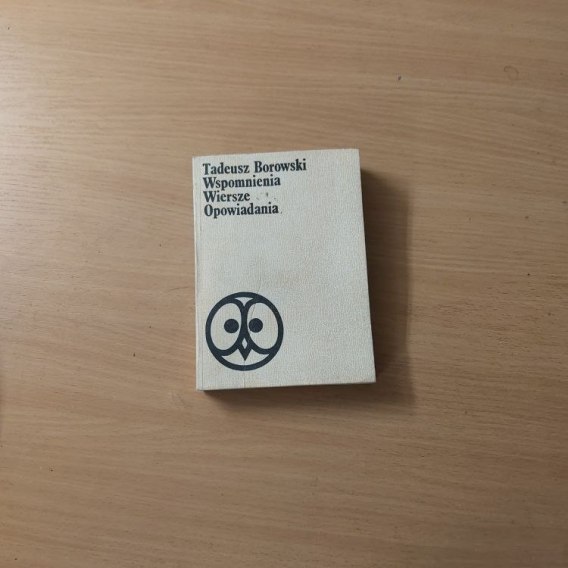 Tadeusz Borowski
Wspomnienia
Wiersze
Opowiadania